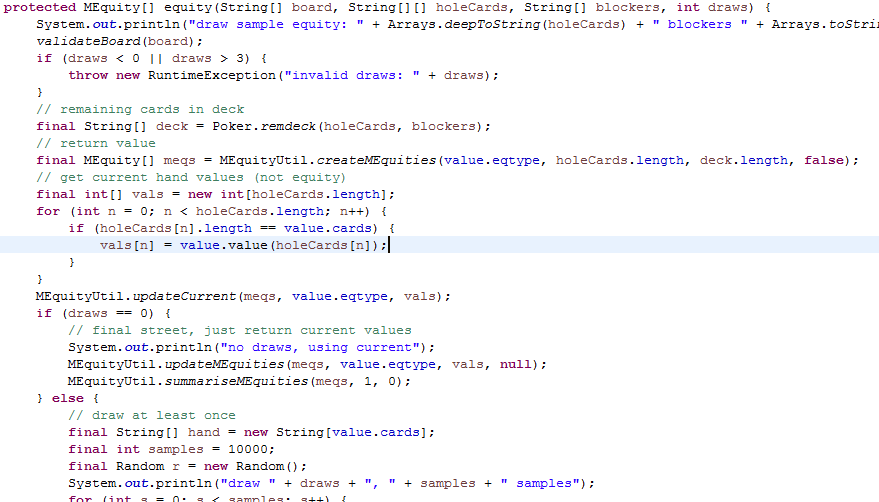 protected MEquity[] equity(String[] board, String[][] holeCards, String[] blockers, int draws) {
System.out.println("draw sample equity: " + Arrays.deepToString(holeCards) + " blockers " + Arrays.toStri
validateBoard(board);
if (draws < 0 || draws > 3) {
throw new RuntimeException("invalid draws: " + draws);
}
// remaining cards in deck
final String[] deck = Poker.remdeck(holeCards, blockers);
// return value
final MEquity[] meqs = MEquityUtil.createMEquities(value.eqtype, holeCards.length, deck.length, false);
// get current hand values (not equity)
final int[] vals = new int[holeCards.length];
for (int n = 0; n < holeCards.length; n++) {
if (holeCards[n].length == value.cards) {
vals[n] = value.value(holeCards[n]);
}
}
MEquityUtil.updateCurrent(meqs, value.eqtype, vals);
if (draws == 0) {
// final street, just return current values
System.out.println("no draws, using current");
MEquityUtil.updateMEquities(meqs, value.eqtype, vals, null);
MEquityUtil.summariseMEquities(meqs, 1, 0);
} else {
// draw at least once
final String[] hand = new String[value.cards];
final int samples = 10000;
final Random r = new Random();
System.out.println("draw " + draws + ", " + samples + " samples");
for (int s = 0; s < samples; s++) {